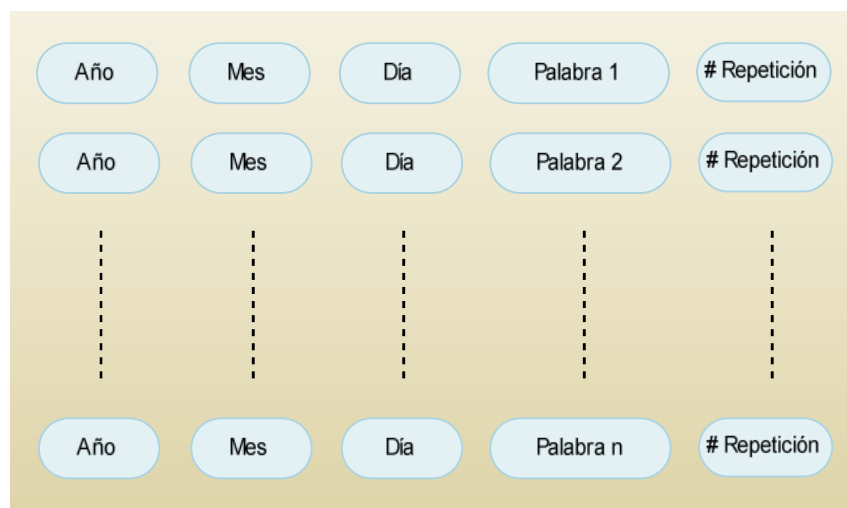 Año Mes Día Palabra 1 # Repetición
Año Mes Día Palabra 2 # Repetición
Año Mes Día Palabra n # Repetición